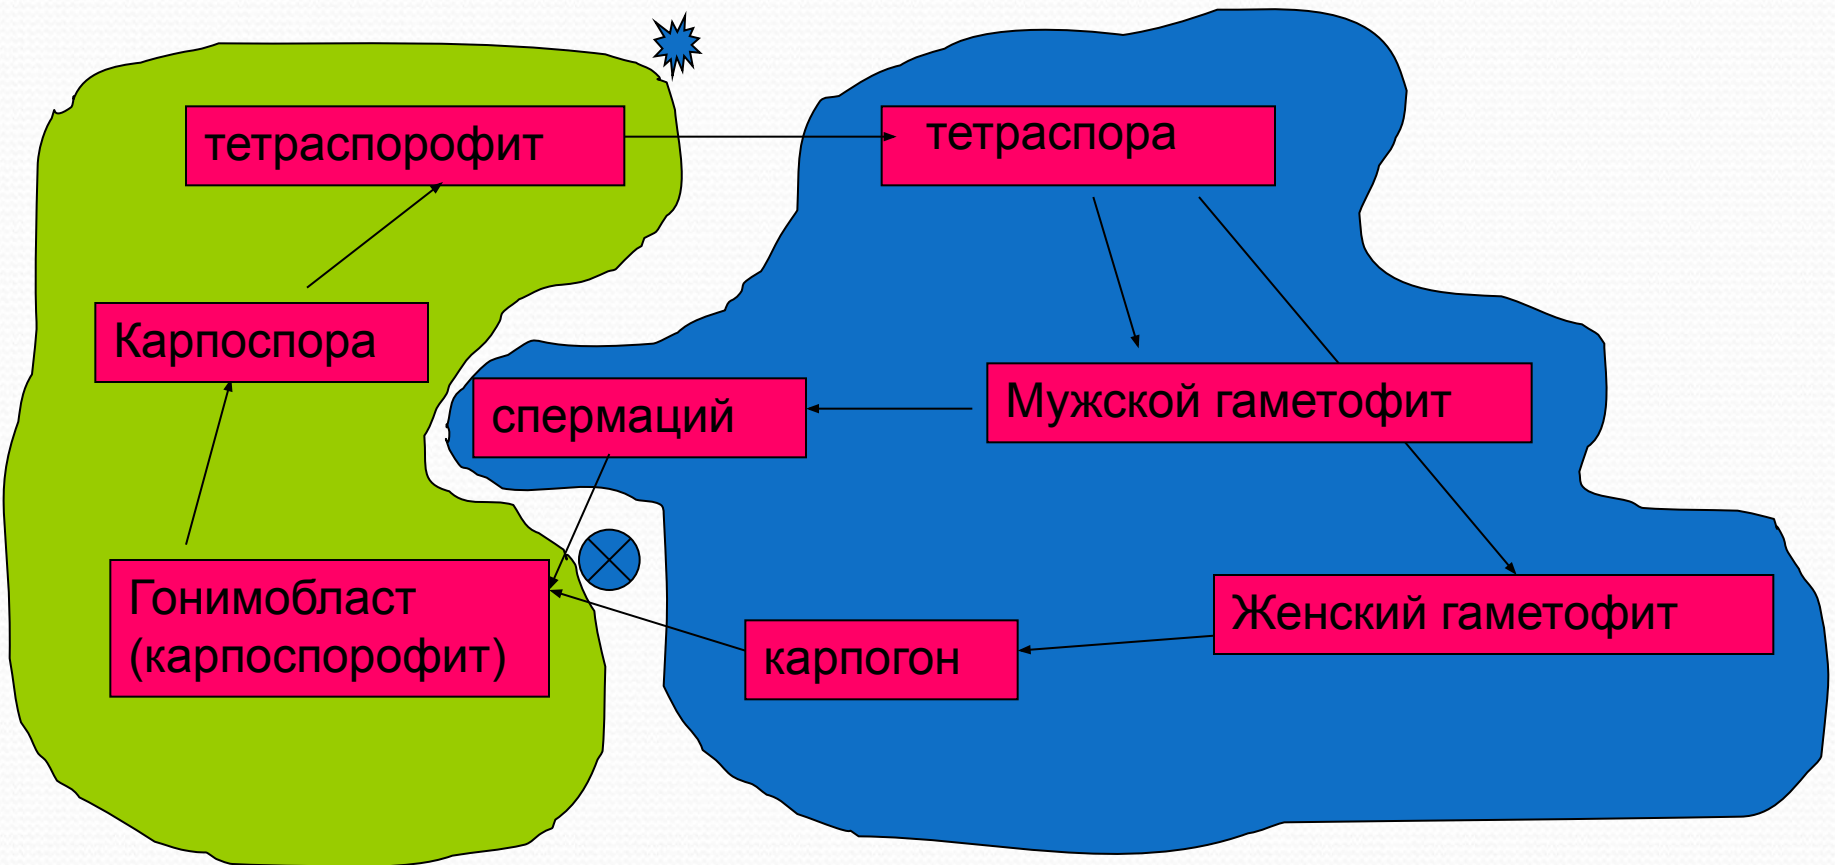 тетраспорофит
тетраспора
Карпоспора
спермаций
Мужской гаметофит
Гонимобласт
(карпоспорофит)
карпогон
Женский гаметофит